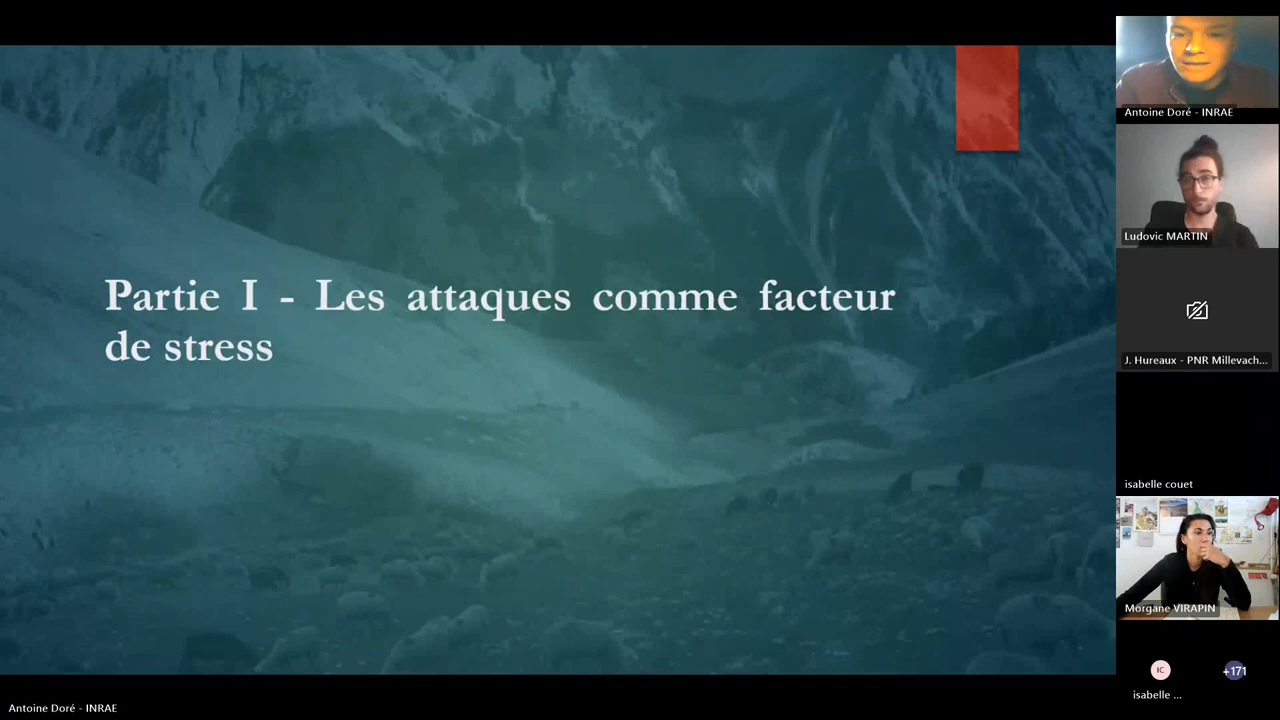 Partie I - Les attaques comme facteur
de stress
Antoine Doré - INRAE
Ludovic MARTIN
J. Hureaux - PNR Millevach...
isabelle couet
Morgane VIRAPIN
IC
+171
isabelle ...
Antoine Doré - INRAE